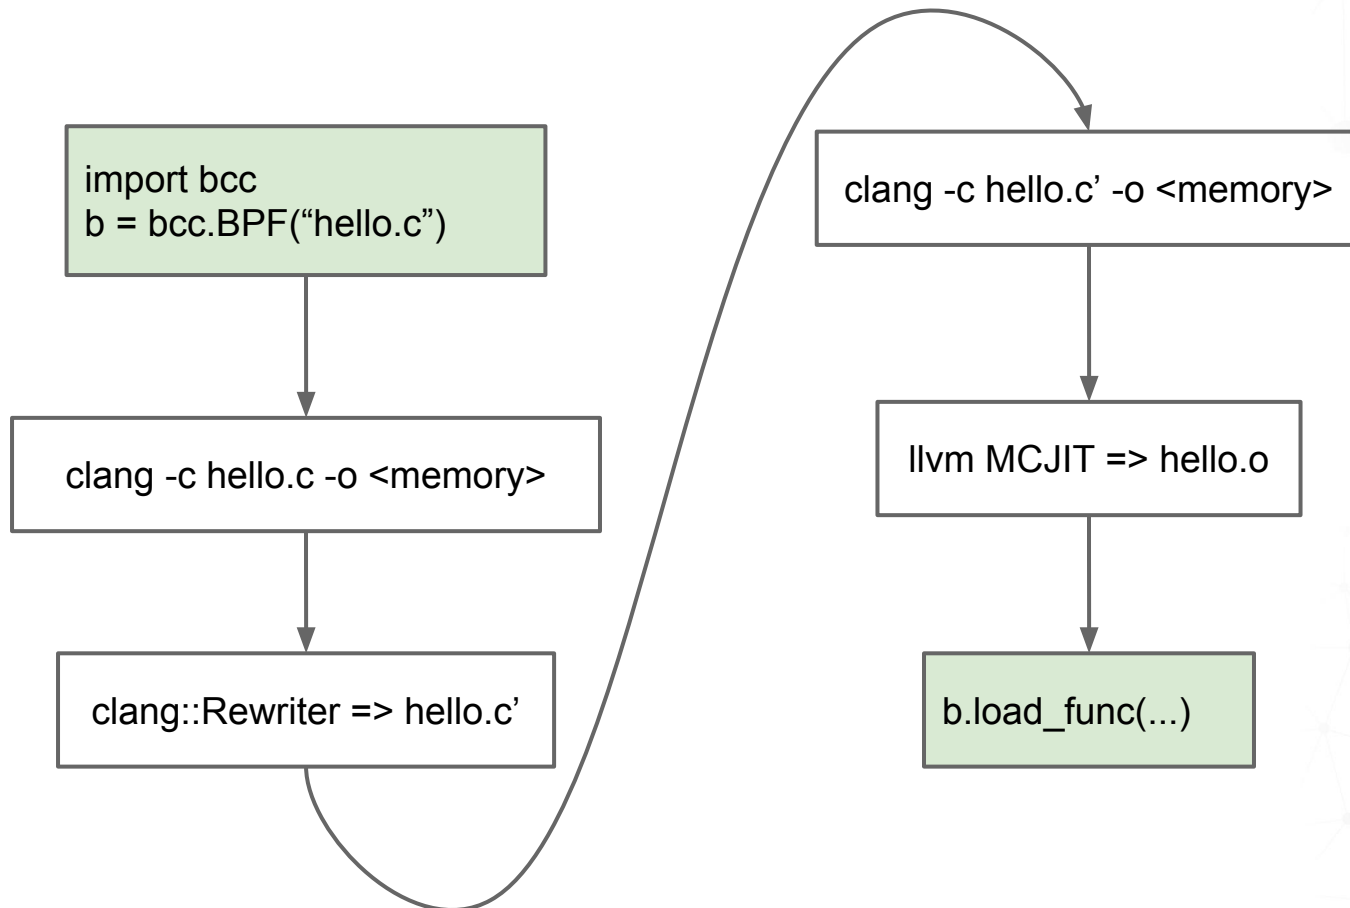 import bcc
b = bcc.BPF(“hello.c”)
clang -c hello.c -o <memory>
clang::Rewriter => hello.c’
clang -c hello.c’ -o <memory>
llvm MCJIT => hello.o
b.load_func(...)